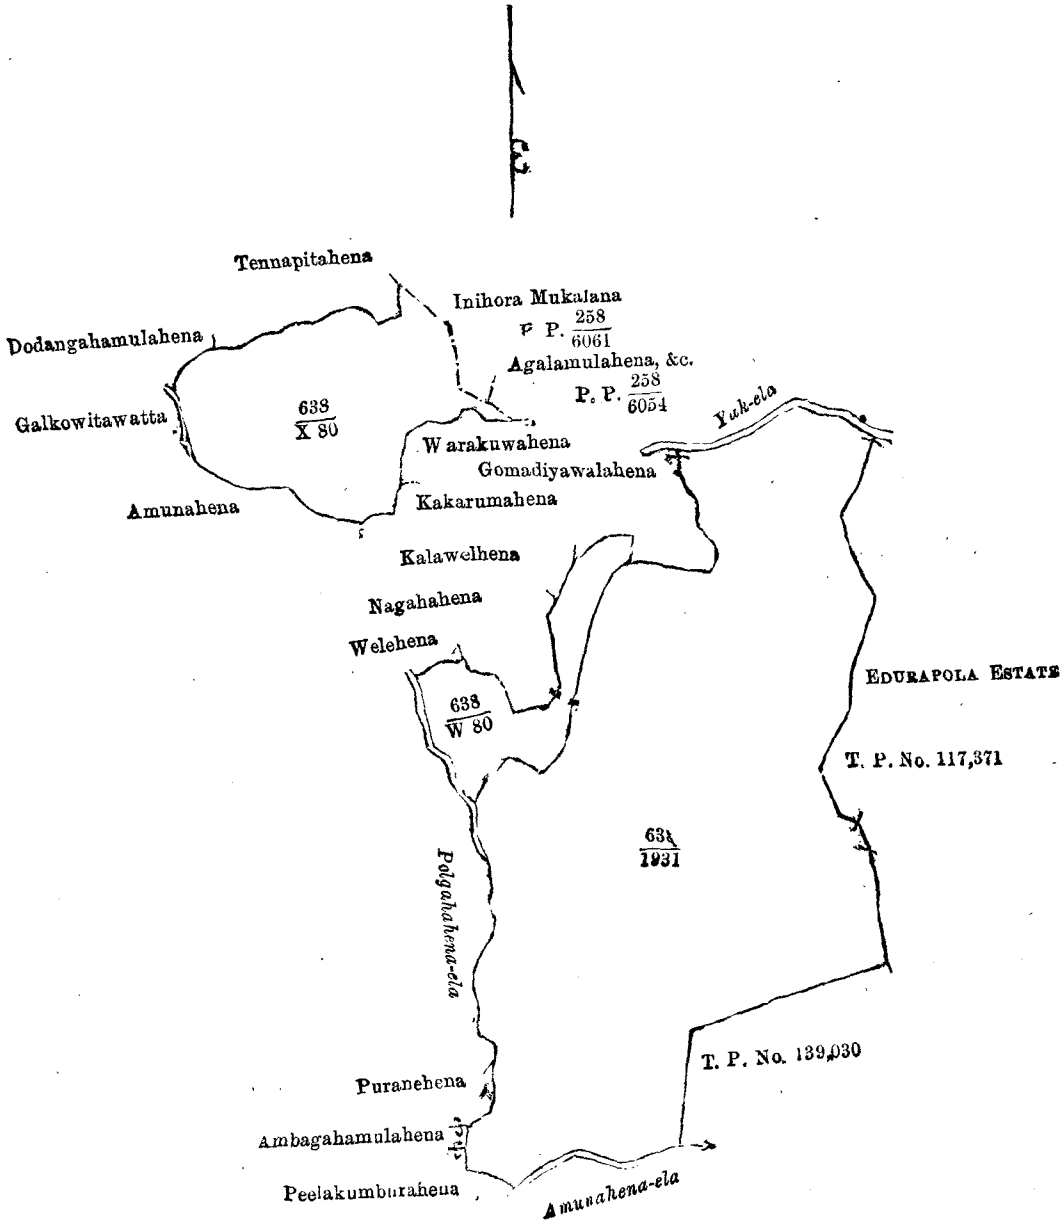 Tennapitahena
Inihora Mukalana
P P. 258
6061
Dodangahamulahena
Agalamulahena, &c.
P. P. 258
6054
Galkowitawatta
638
X 80
Yuk-ela
Warakuwahena
Gomadiyawalahena
Amunahena
Kakarumahena
Kalawelhena
Nagahahena
Welehena
EDURAPOLA ESTATE
638
W 80
T. P. No. 117,371
638
1931
Polgahahena-ela
T. P. No. 139,030
Puranehena
Ambagahamulahena
Peelakumburahena
Amunahena-ela